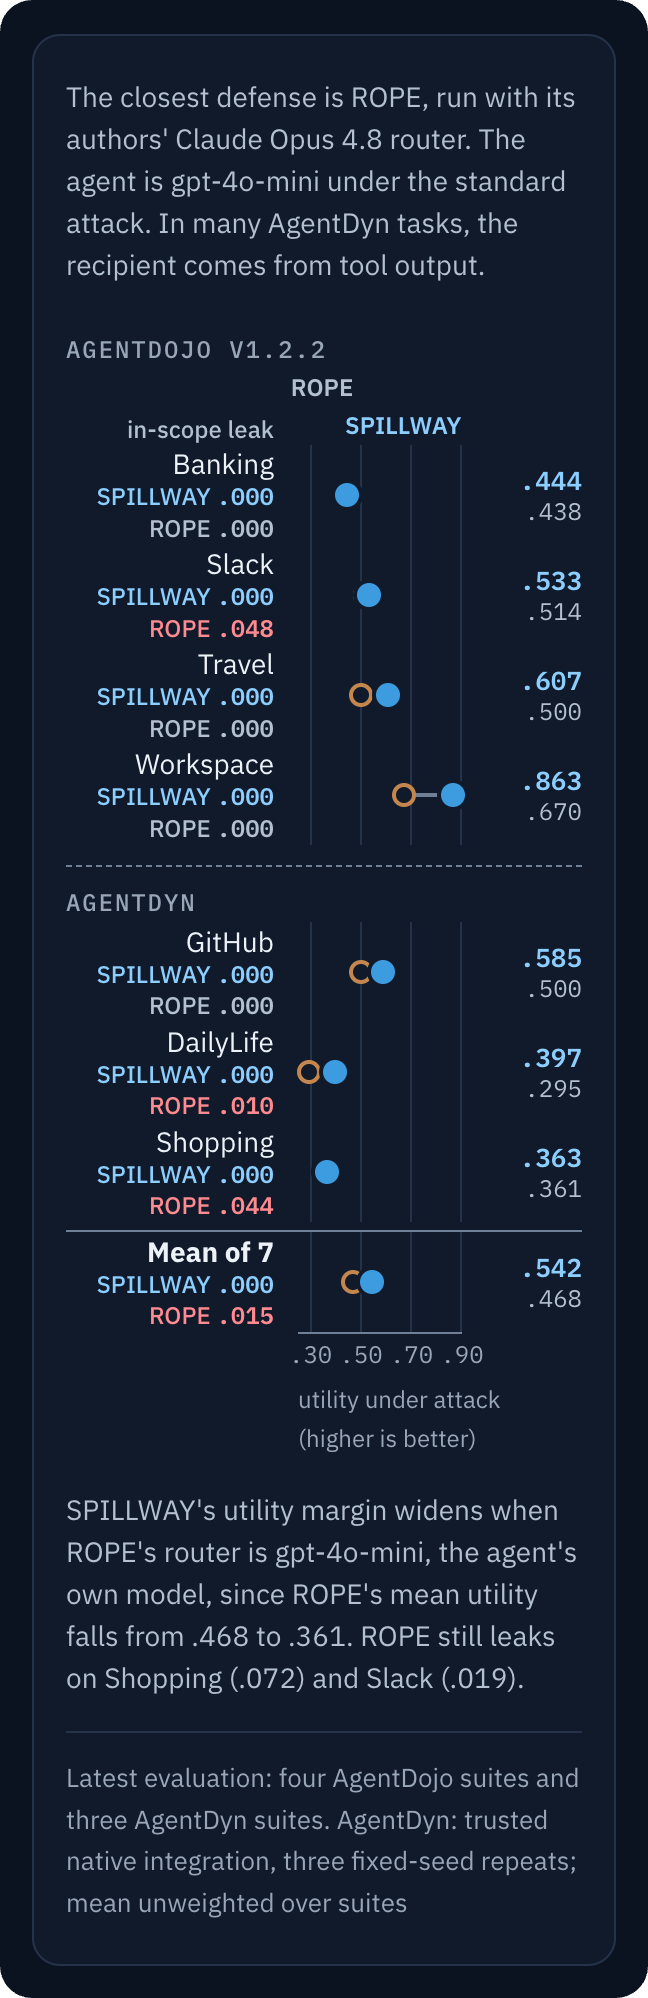 The closest defense is ROPE, run with its
authors' Claude Opus 4.8 router. The
agent is gpt-4o-mini under the standard
attack. In many AgentDyn tasks, the
recipient comes from tool output.
AGENTDOJO V1.2.2
ROPE
in-scope leak SPILLWAY
Banking
SPILLWAY .000 .444
ROPE .000 .438
Slack
SPILLWAY .000 .533
ROPE .048 .514
Travel
SPILLWAY .000 .607
ROPE .000 .500
Workspace
SPILLWAY .000 .863
ROPE .000 .670
AGENTDYN
GitHub
SPILLWAY .000 .585
ROPE .000 .500
DailyLife
SPILLWAY .000 .397
ROPE .010 .295
Shopping
SPILLWAY .000 .363
ROPE .044 .361
Mean of 7
SPILLWAY .000 .542
ROPE .015 .468
.30 .50 .70 .90
utility under attack
(higher is better)
SPILLWAY's utility margin widens when
ROPE's router is gpt-4o-mini, the agent's
own model, since ROPE's mean utility
falls from .468 to .361. ROPE still leaks
on Shopping (.072) and Slack (.019).
Latest evaluation: four AgentDojo suites and
three AgentDyn suites. AgentDyn: trusted
native integration, three fixed-seed repeats;
mean unweighted over suites